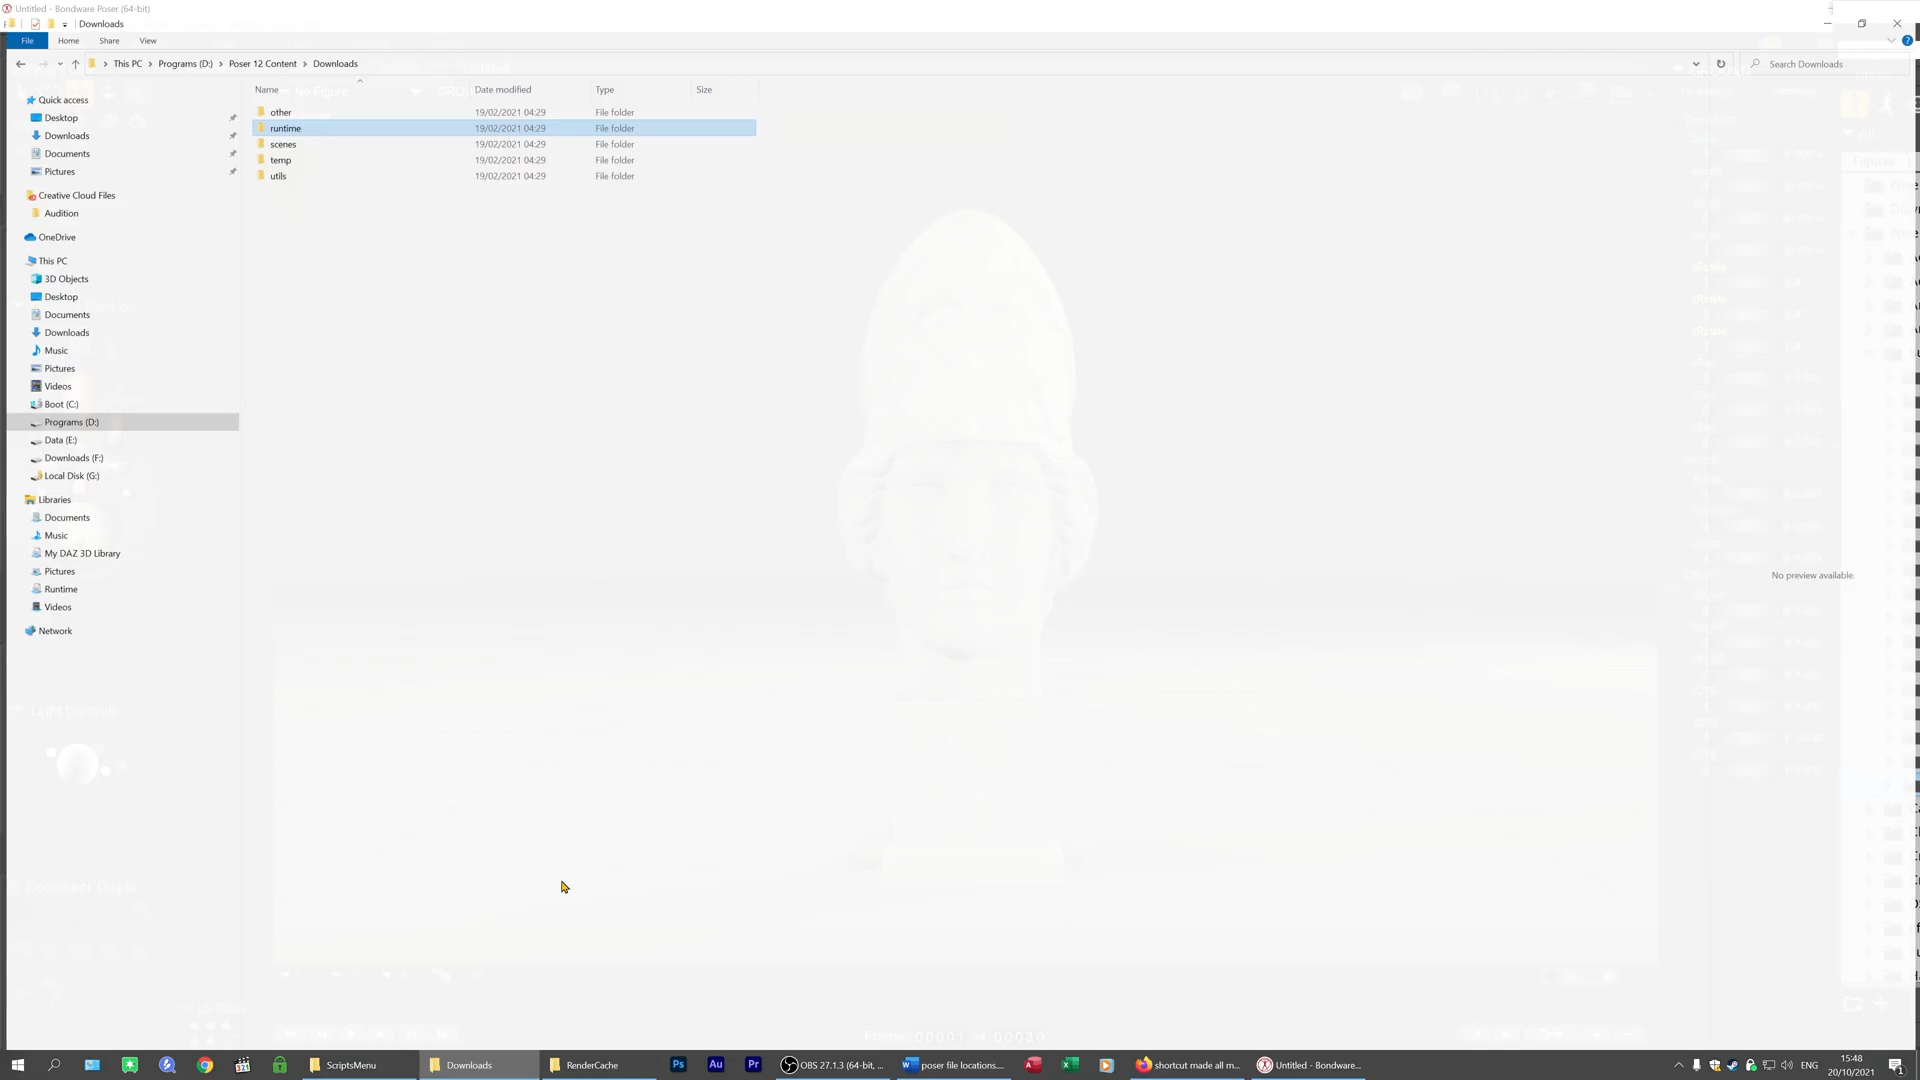 Untitled - Bondware Poser (64-bit)
Downloads
File Home Share View
This PC Programs (D:) Poser 12 Content Downloads
Search Downloads
Name Date modified Type Size
other 19/02/2021 04:29 File folder
runtime 19/02/2021 04:29 File folder
scenes 19/02/2021 04:29 File folder
temp 19/02/2021 04:29 File folder
utils 19/02/2021 04:29 File folder
Quick access
Desktop
Downloads
Documents
Pictures
Creative Cloud Files
Audition
OneDrive
This PC
3D Objects
Desktop
Documents
Downloads
Music
Pictures
Videos
Boot (C:)
Programs (D:)
Data (E:)
Downloads (F:)
Local Disk (G:)
Libraries
Documents
Music
My DAZ 3D Library
Pictures
Runtime
Videos
Network
No preview available.
Light Controls
ScriptsMenu
Downloads
RenderCache
Ps
Au
Pr
OBS 27.1.3 (64-bit, ...
poser file locations....
shortcut made all m...
Untitled - Bondware...
ENG
15:48
20/10/2021